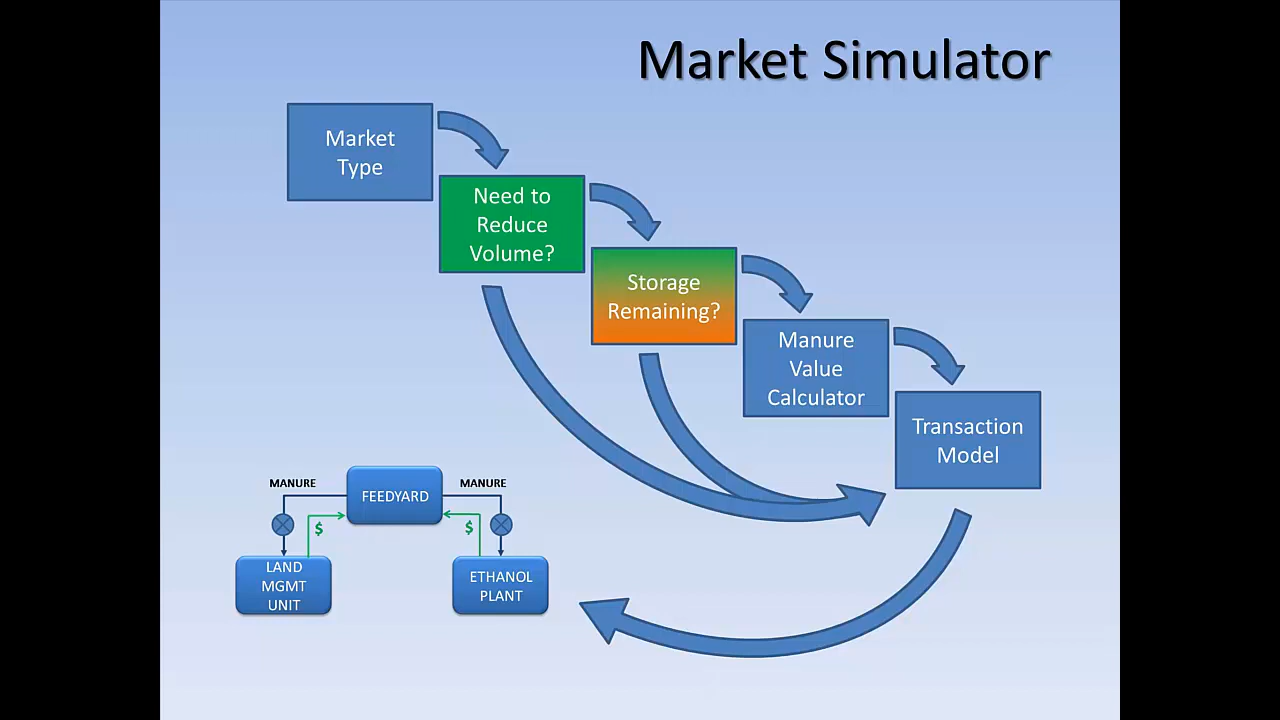 Market Simulator
Market
Type
Need to
Reduce
Volume?
Storage
Remaining?
Manure
Value
Calculator
Transaction
Model
MANURE
FEEDYARD
MANURE
$
$
LAND
MGMT
UNIT
ETHANOL
PLANT